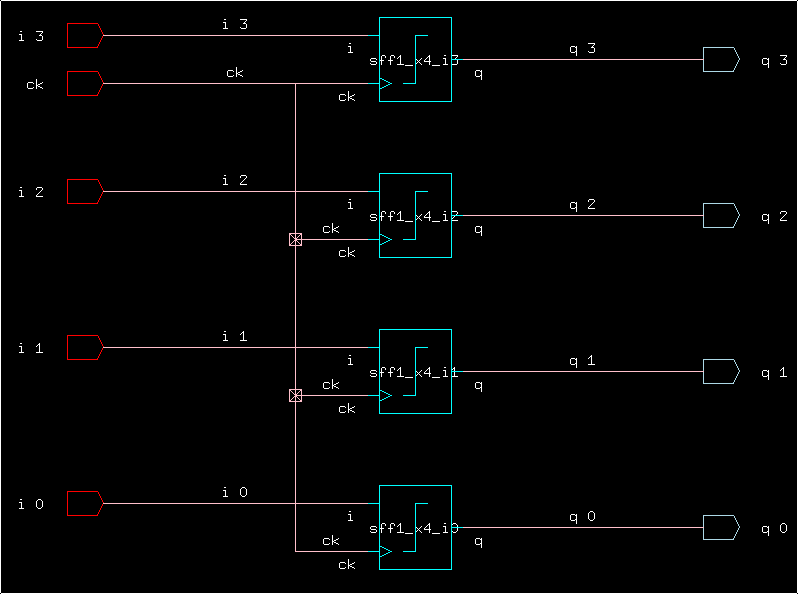 i 3
i 3
i
sff1_x4_i3
q 3
q
q 3
ck
ck
ck
i 2
i 2
i
sff1_x4_i2
q 2
q
q 2
ck
ck
i 1
i 1
i
sff1_x4_i1
q 1
q
q 1
ck
ck
i 0
i 0
i
sff1_x4_i0
q 0
q
q 0
ck
ck